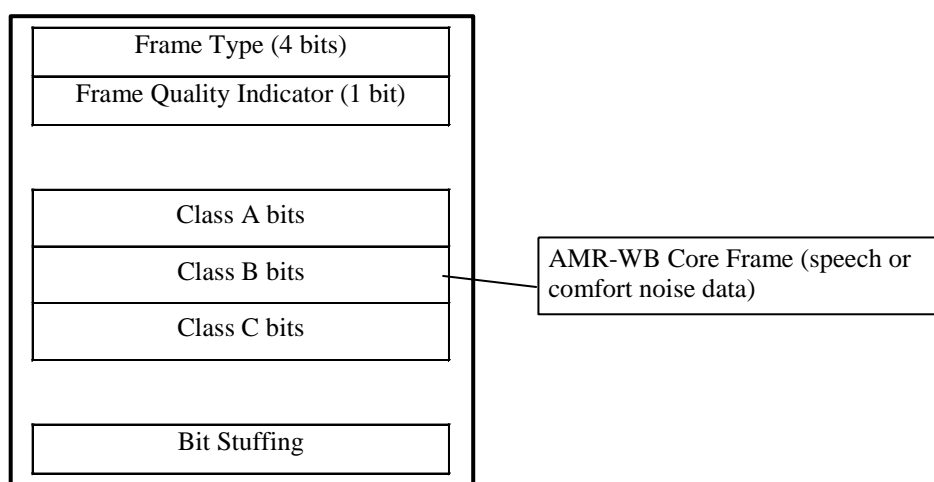 Frame Type (4 bits)
Frame Quality Indicator (1 bit)
Class A bits
Class B bits
Class C bits
AMR-WB Core Frame (speech or
comfort noise data)
Bit Stuffing